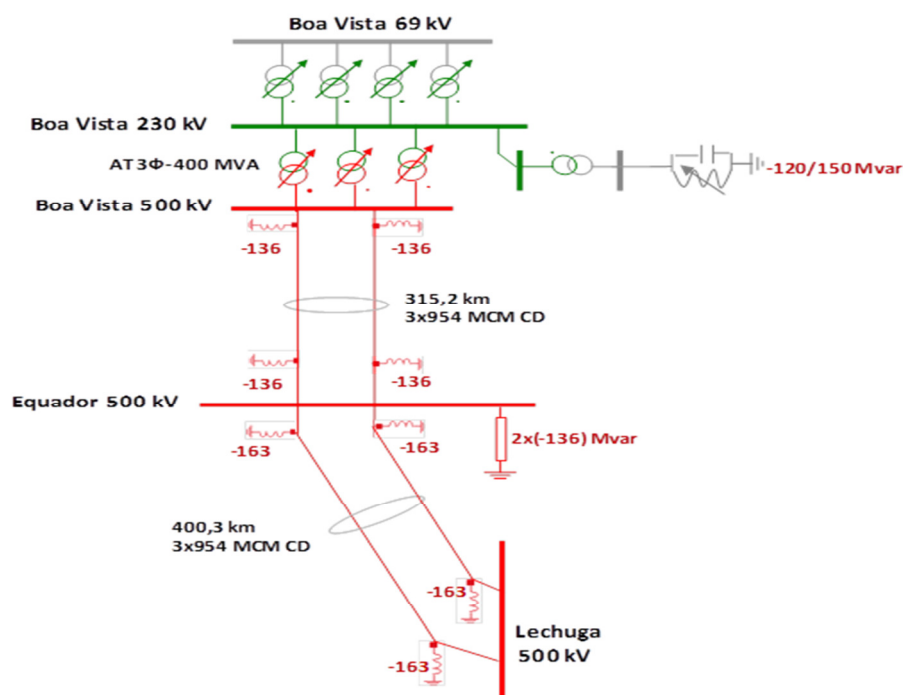 Boa Vista 69 kV
Boa Vista 230 kV
AT3Φ-400 MVA
-120/150 Mvar
Boa Vista 500 kV
-136
-136
315,2 km
3x954 MCM CD
-136
-136
Equador 500 kV
-163
-163
2x(-136) Mvar
400,3 km
3x954 MCM CD
-163
Lechuga
500 kV
-163